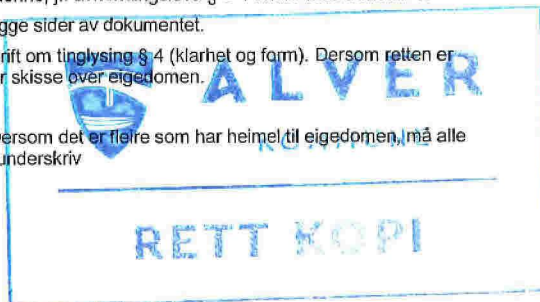 gge sider av dokumentet.
rift om tinglysing § 4 (klarhet og form). Dersom retten er
r skisse over eigedomen.
ALVER
ersom det er fleire som har heimel til eigedomen, må alle
underskriv
KOMMUNE
RETT KOPI